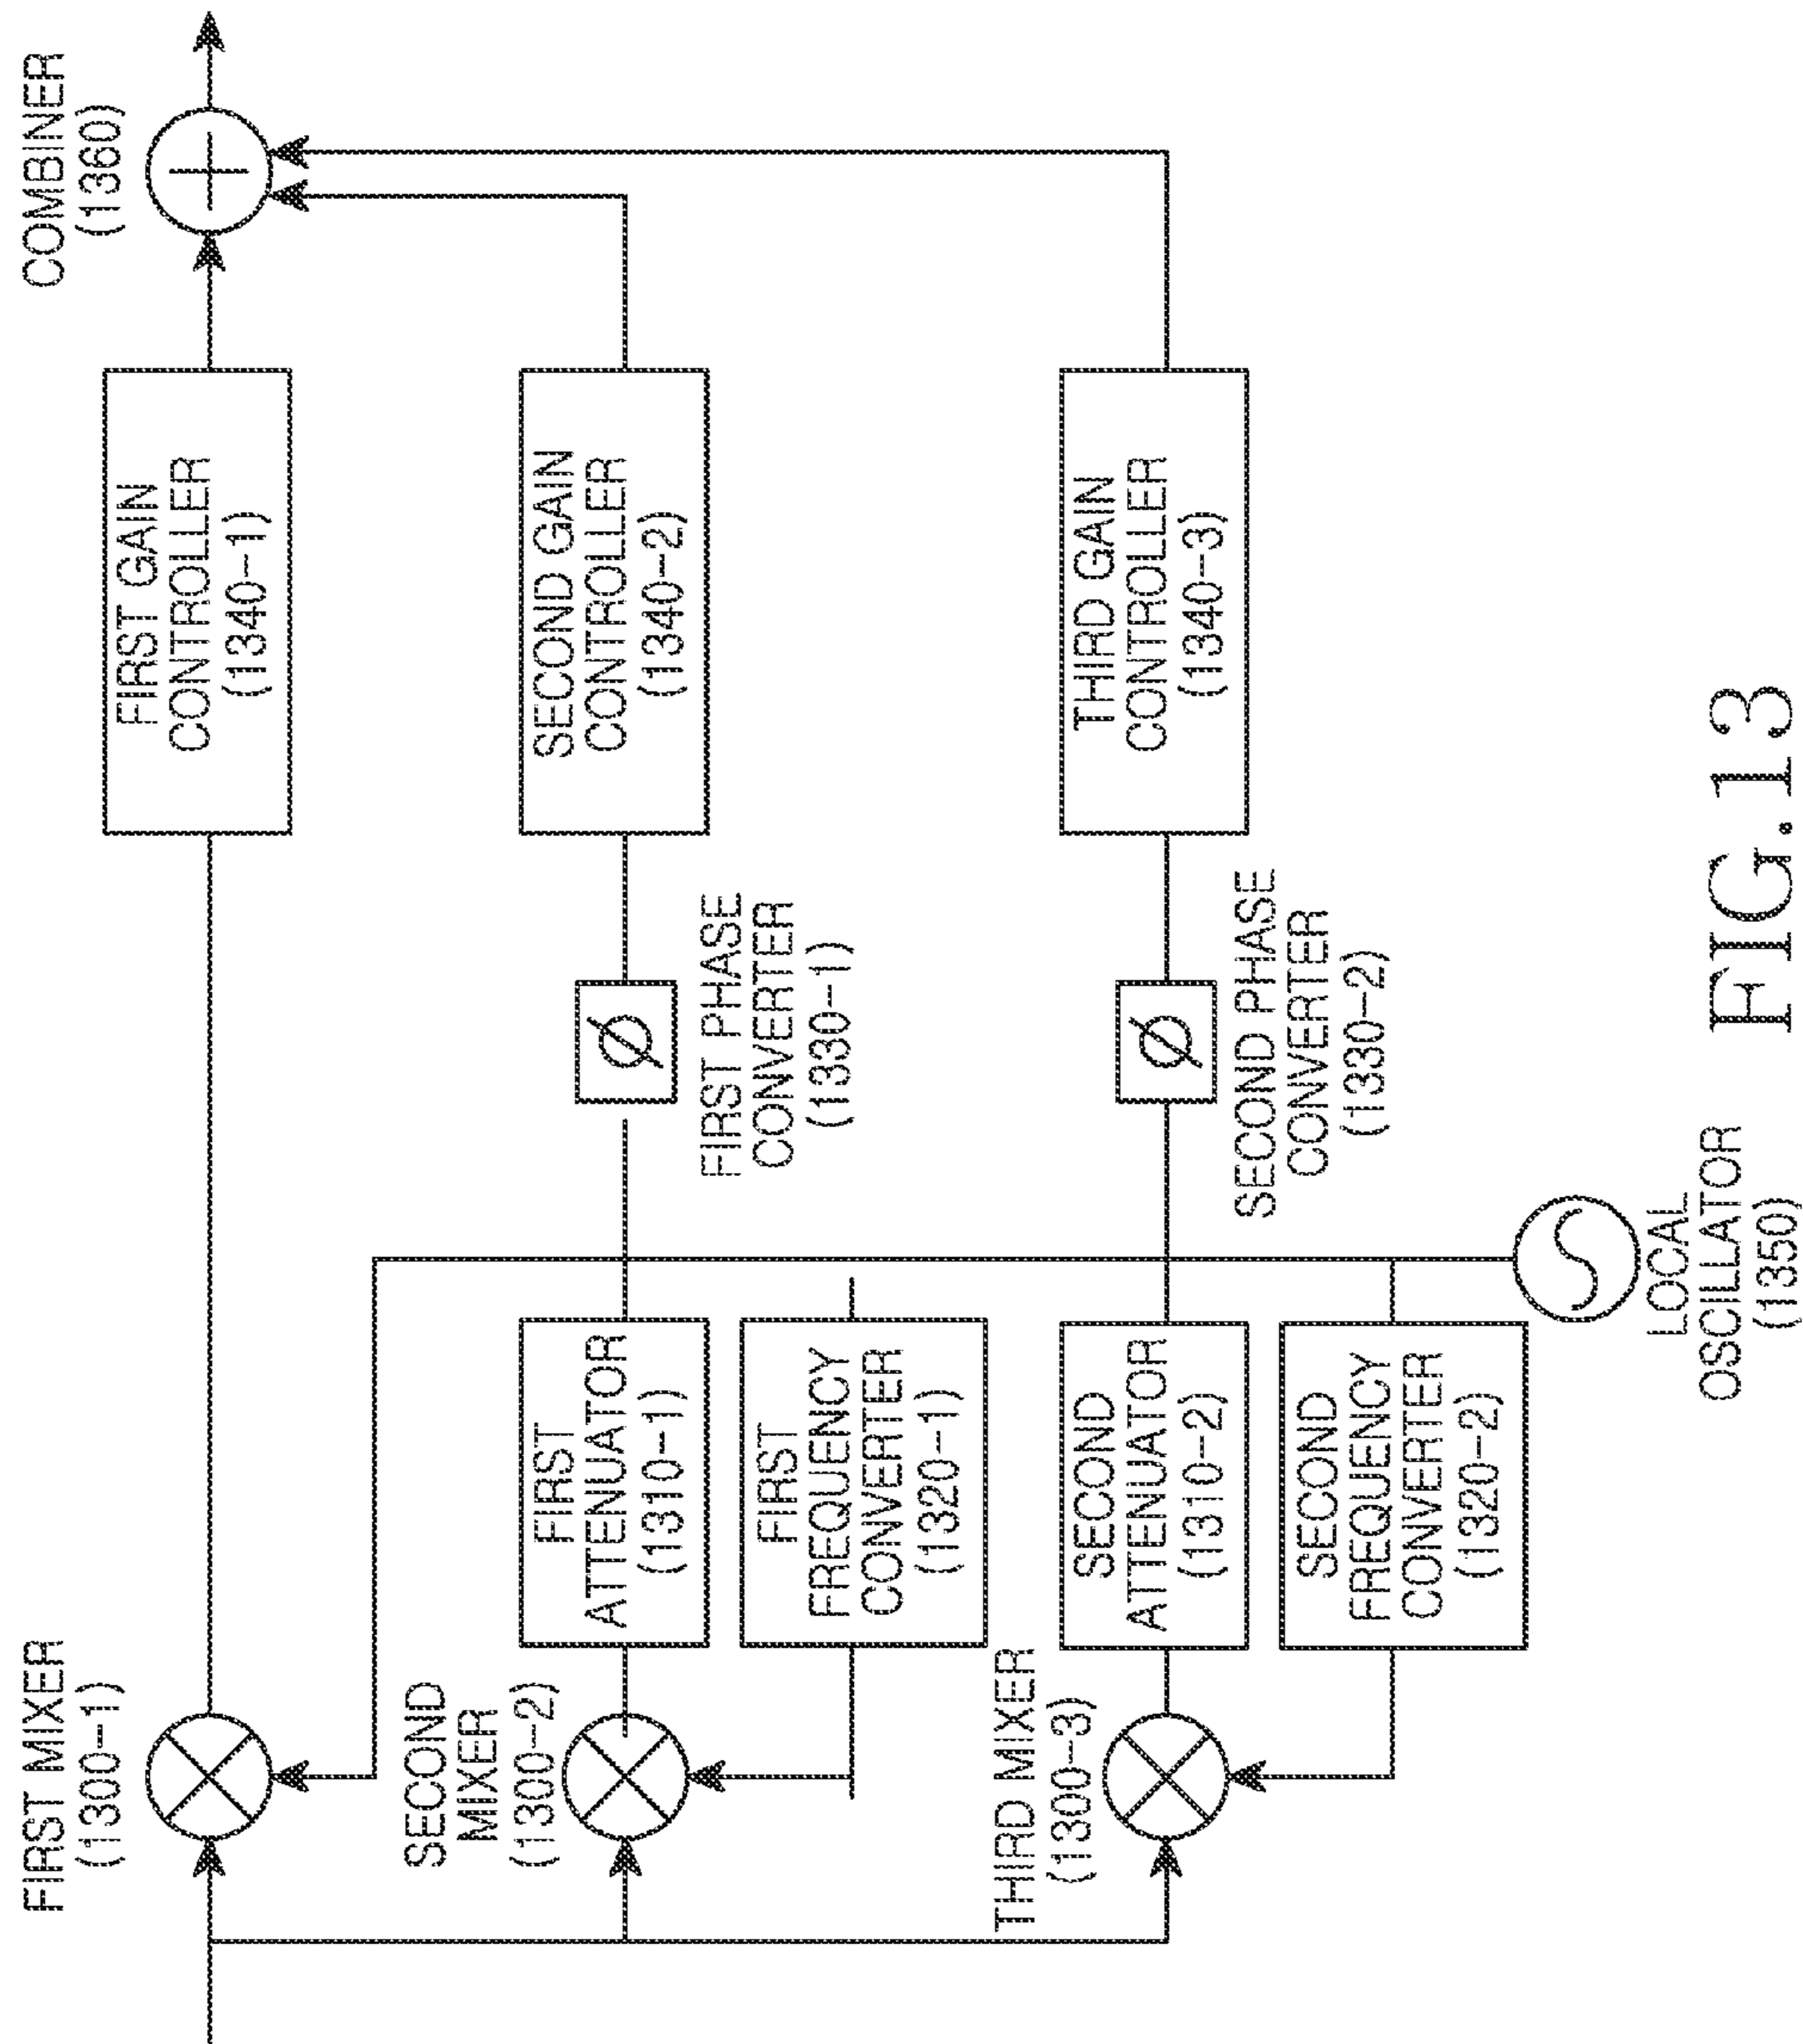 FIRST MIXER
(1300-1)
FIRST GAIN
CONTROLLER
(1340-1)
COMBINER
(1360)
SECOND
MIXER
(1300-2)
FIRST
ATTENUATOR
(1310-1)
SECOND GAIN
CONTROLLER
(1340-2)
FIRST
FREQUENCY
CONVERTER
(1320-1)
Ø
FIRST PHASE
CONVERTER
(1330-1)
THIRD MIXER
(1300-3)
SECOND
ATTENUATOR
(1310-2)
THIRD GAIN
CONTROLLER
(1340-3)
SECOND
FREQUENCY
CONVERTER
(1320-2)
Ø
SECOND PHASE
CONVERTER
(1330-2)
LOCAL
OSCILLATOR
(1350)
FIG.13